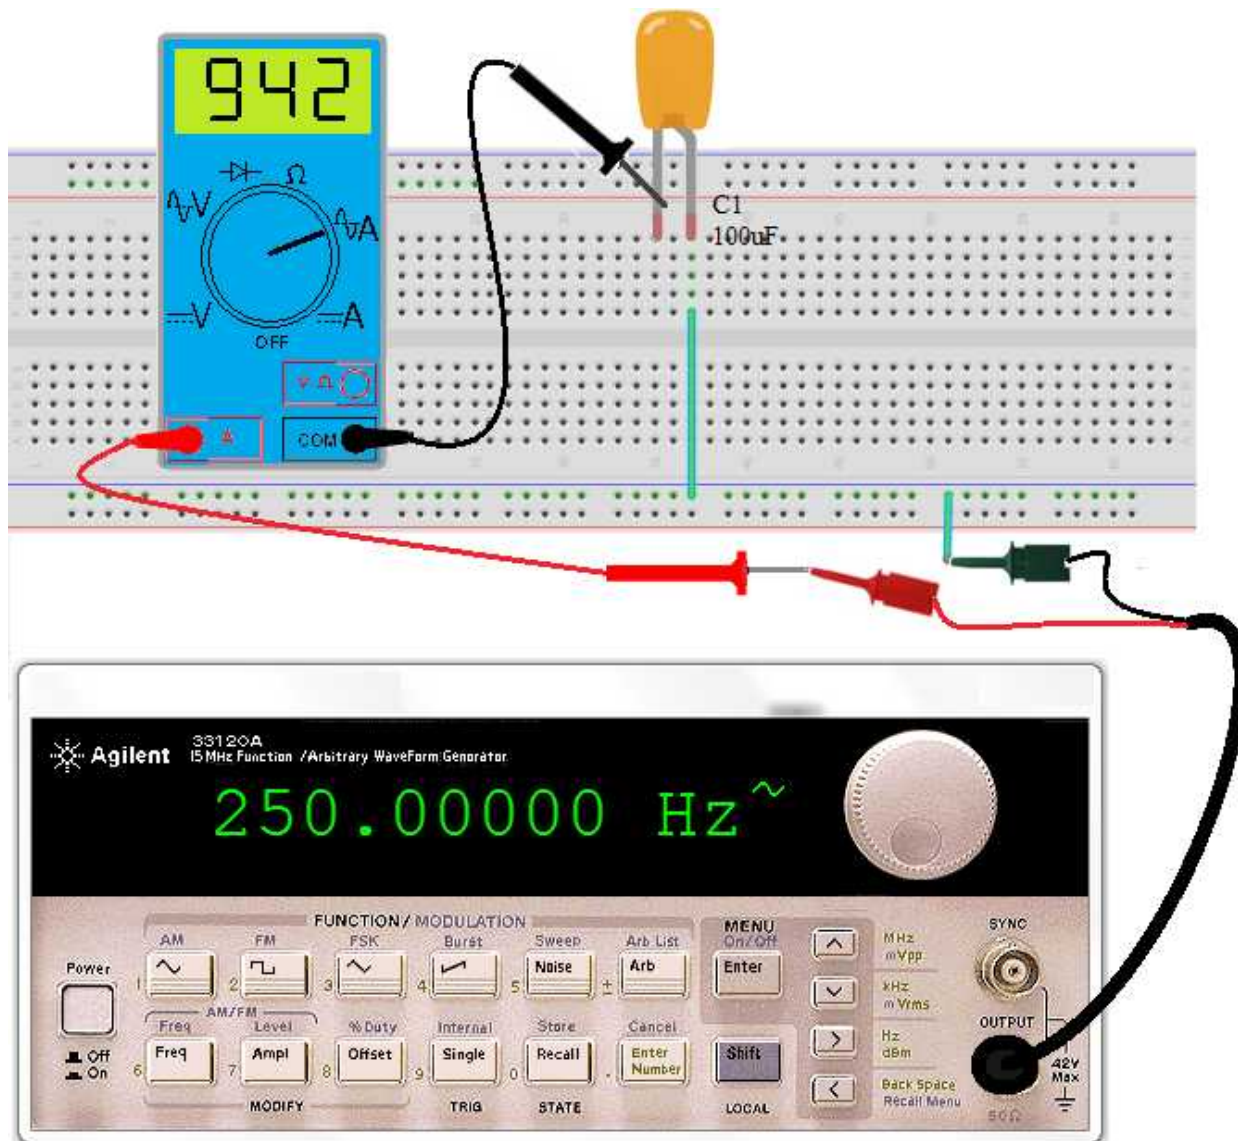 942
Ω
V
A
V
A
OFF
V Ω
A
COM
C1
100uF
Agilent
33120A
15 MHz Function / Arbitrary WaveForm Generator
250.00000 Hz~
FUNCTION / MODULATION
MENU
On/Off
SYNC
AM
FM
FSK
Burst
Sweep
Arb List
Power
1
2
3
4
5 Noise
± Arb
Enter
MHz
mVpp
kHz
mVrms
AM/FM
Freq
Level
% Duty
Internal
Store
Cancel
OUTPUT
Off
On
6 Freq
7 Ampl
8 Offset
9 Single
0 Recall
. Enter
Number
Shift
Hz
dBm
42V
Max
Back Space
Recall Menu
MODIFY
TRIG
STATE
LOCAL
50Ω